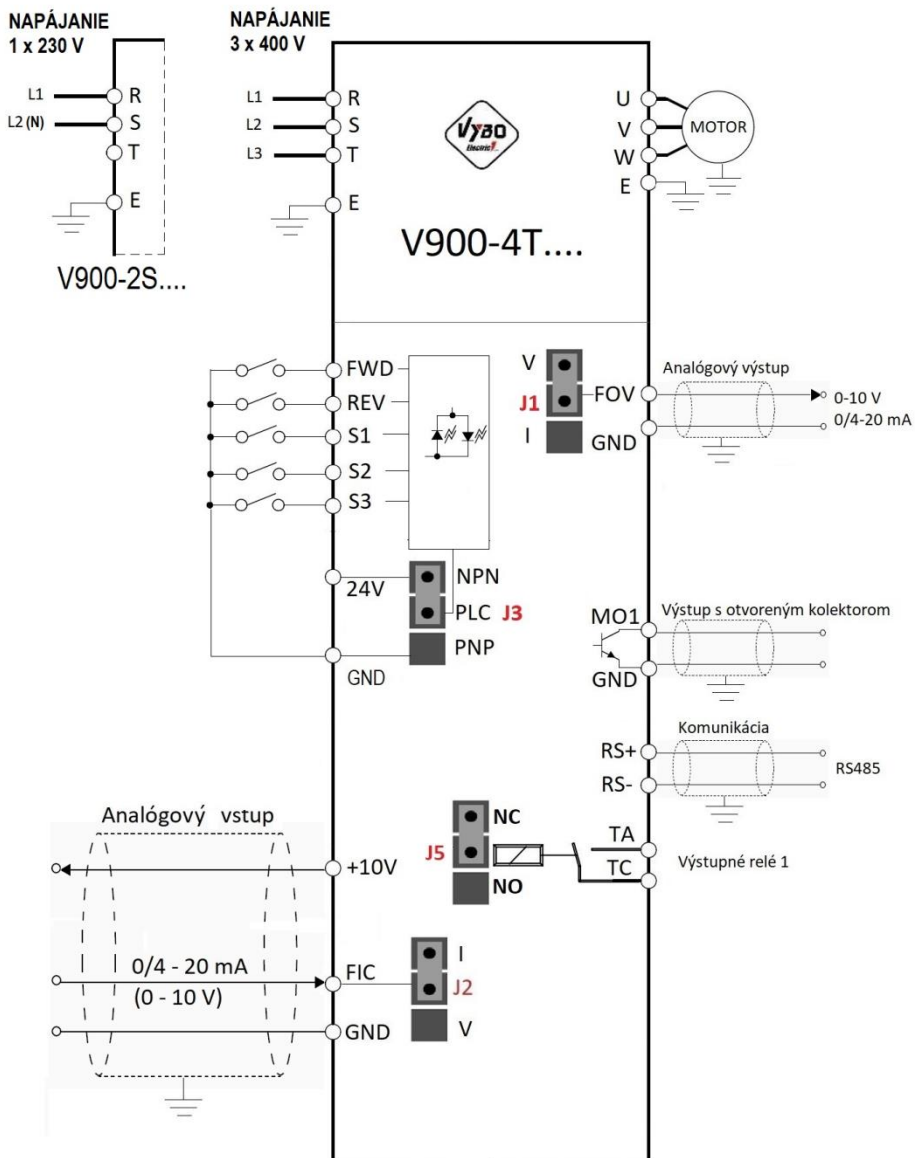 NAPÁJANIE
1 x 230 V
L1
R
L2 (N)
S
T
E
V900-2S....
NAPÁJANIE
3 x 400 V
L1
R
L2
S
L3
T
E
VYBO
Electric
V900-4T....
U
V
W
E
MOTOR
FWD
REV
S1
S2
S3
24V
GND
NPN
PLC J3
PNP
V
J1
I
FOV
GND
Analógový výstup
0-10 V
0/4-20 mA
MO1
GND
Výstup s otvoreným kolektorom
Komunikácia
RS+
RS-
RS485
NC
J5
NO
TA
TC
Výstupné relé 1
Analógový vstup
+10V
0/4 - 20 mA
(0 - 10 V)
FIC
GND
I
J2
V